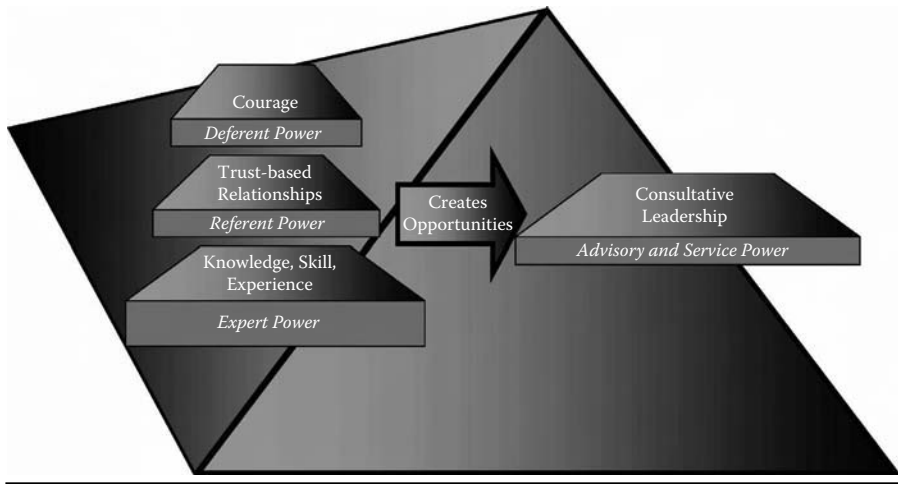 Courage
Deferent Power
Trust-based
Relationships
Referent Power
Knowledge, Skill,
Experience
Expert Power
Creates
Opportunities
Consultative
Leadership
Advisory and Service Power